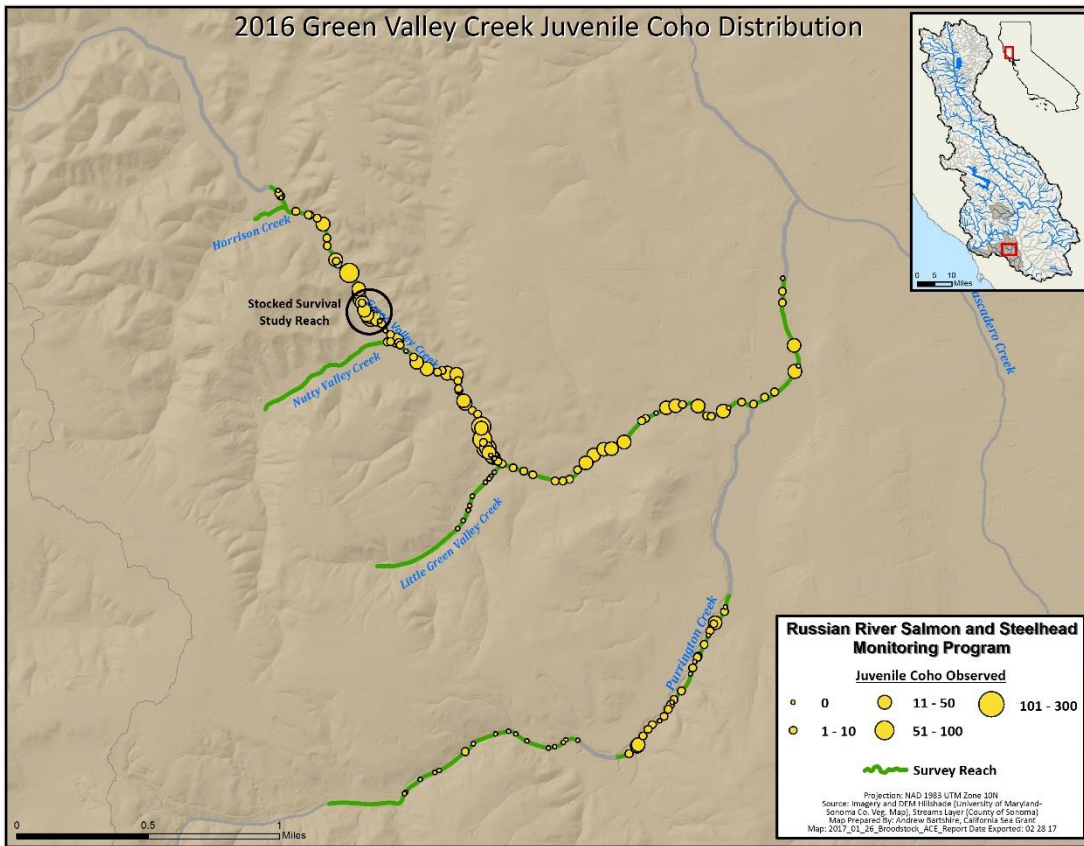 2016 Green Valley Creek Juvenile Coho Distribution
0 5 10
Miles
Harrison Creek
Stocked Survival
Study Reach
Valley Creek
Nutty Valley Creek
Little Green Valley Creek
Purrington Creek
ascadero Creek
Russian River Salmon and Steelhead
Monitoring Program
Juvenile Coho Observed
0 11 - 50 101 - 300
1 - 10 51 - 100
Survey Reach
Projection: NAD 1983 UTM Zone 10N
Source: Imagery and DEM Hillshade (University of Maryland-
Sonoma Co. Veg. Map), Streams Layer (County of Sonoma)
Map Prepared By: Andrew Bartshire, California Sea Grant
Map: 2017_01_26_Broodstock_ACE_Report Date Exported: 02 28 17
0 0.5 1
Miles